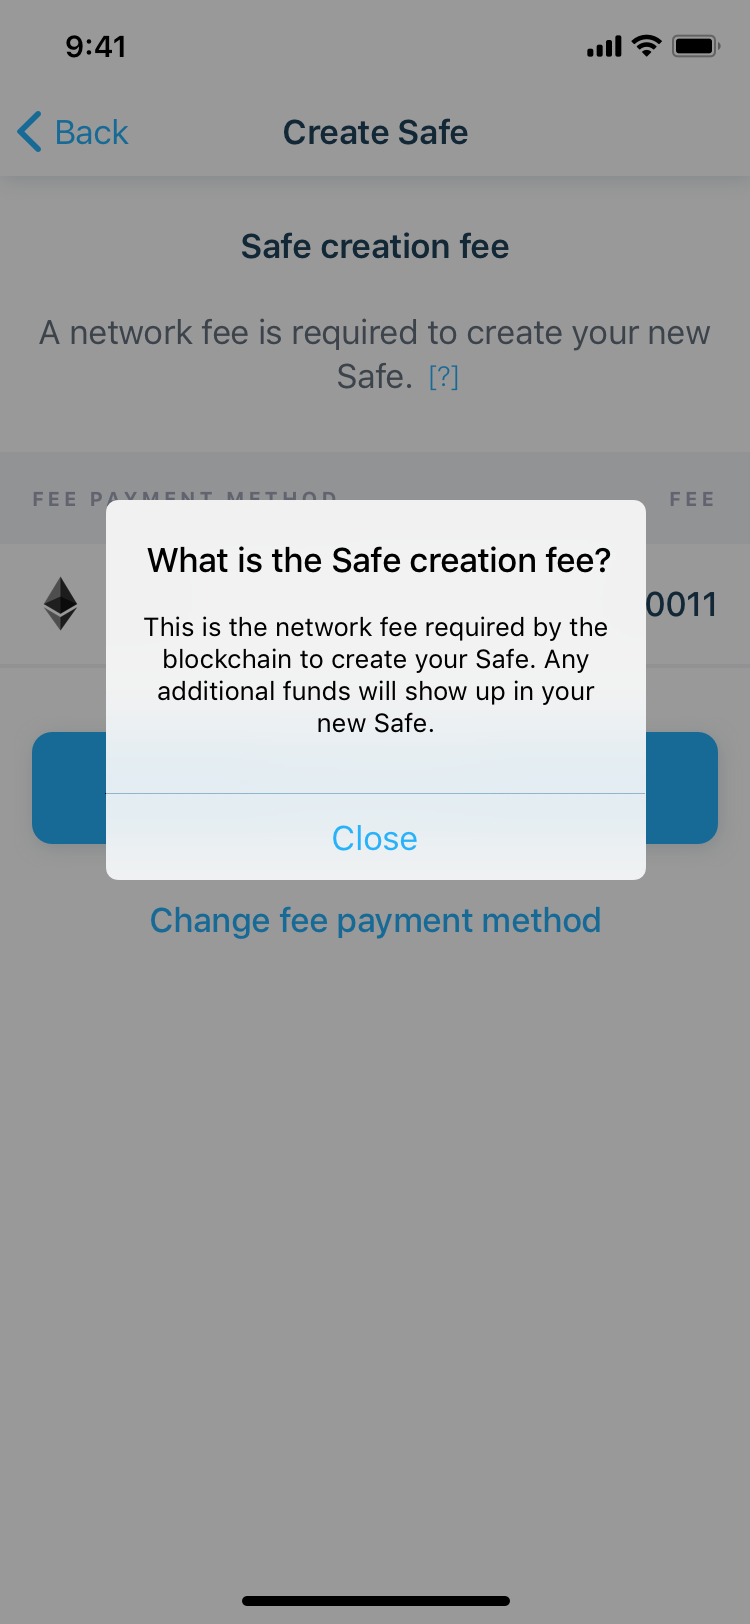 9:41
Back
Create Safe
Safe creation fee
A network fee is required to create your new
Safe. [?]
FEE PAYMENT METHOD
FEE
0011
What is the Safe creation fee?
This is the network fee required by the
blockchain to create your Safe. Any
additional funds will show up in your
new Safe.
Close
Change fee payment method